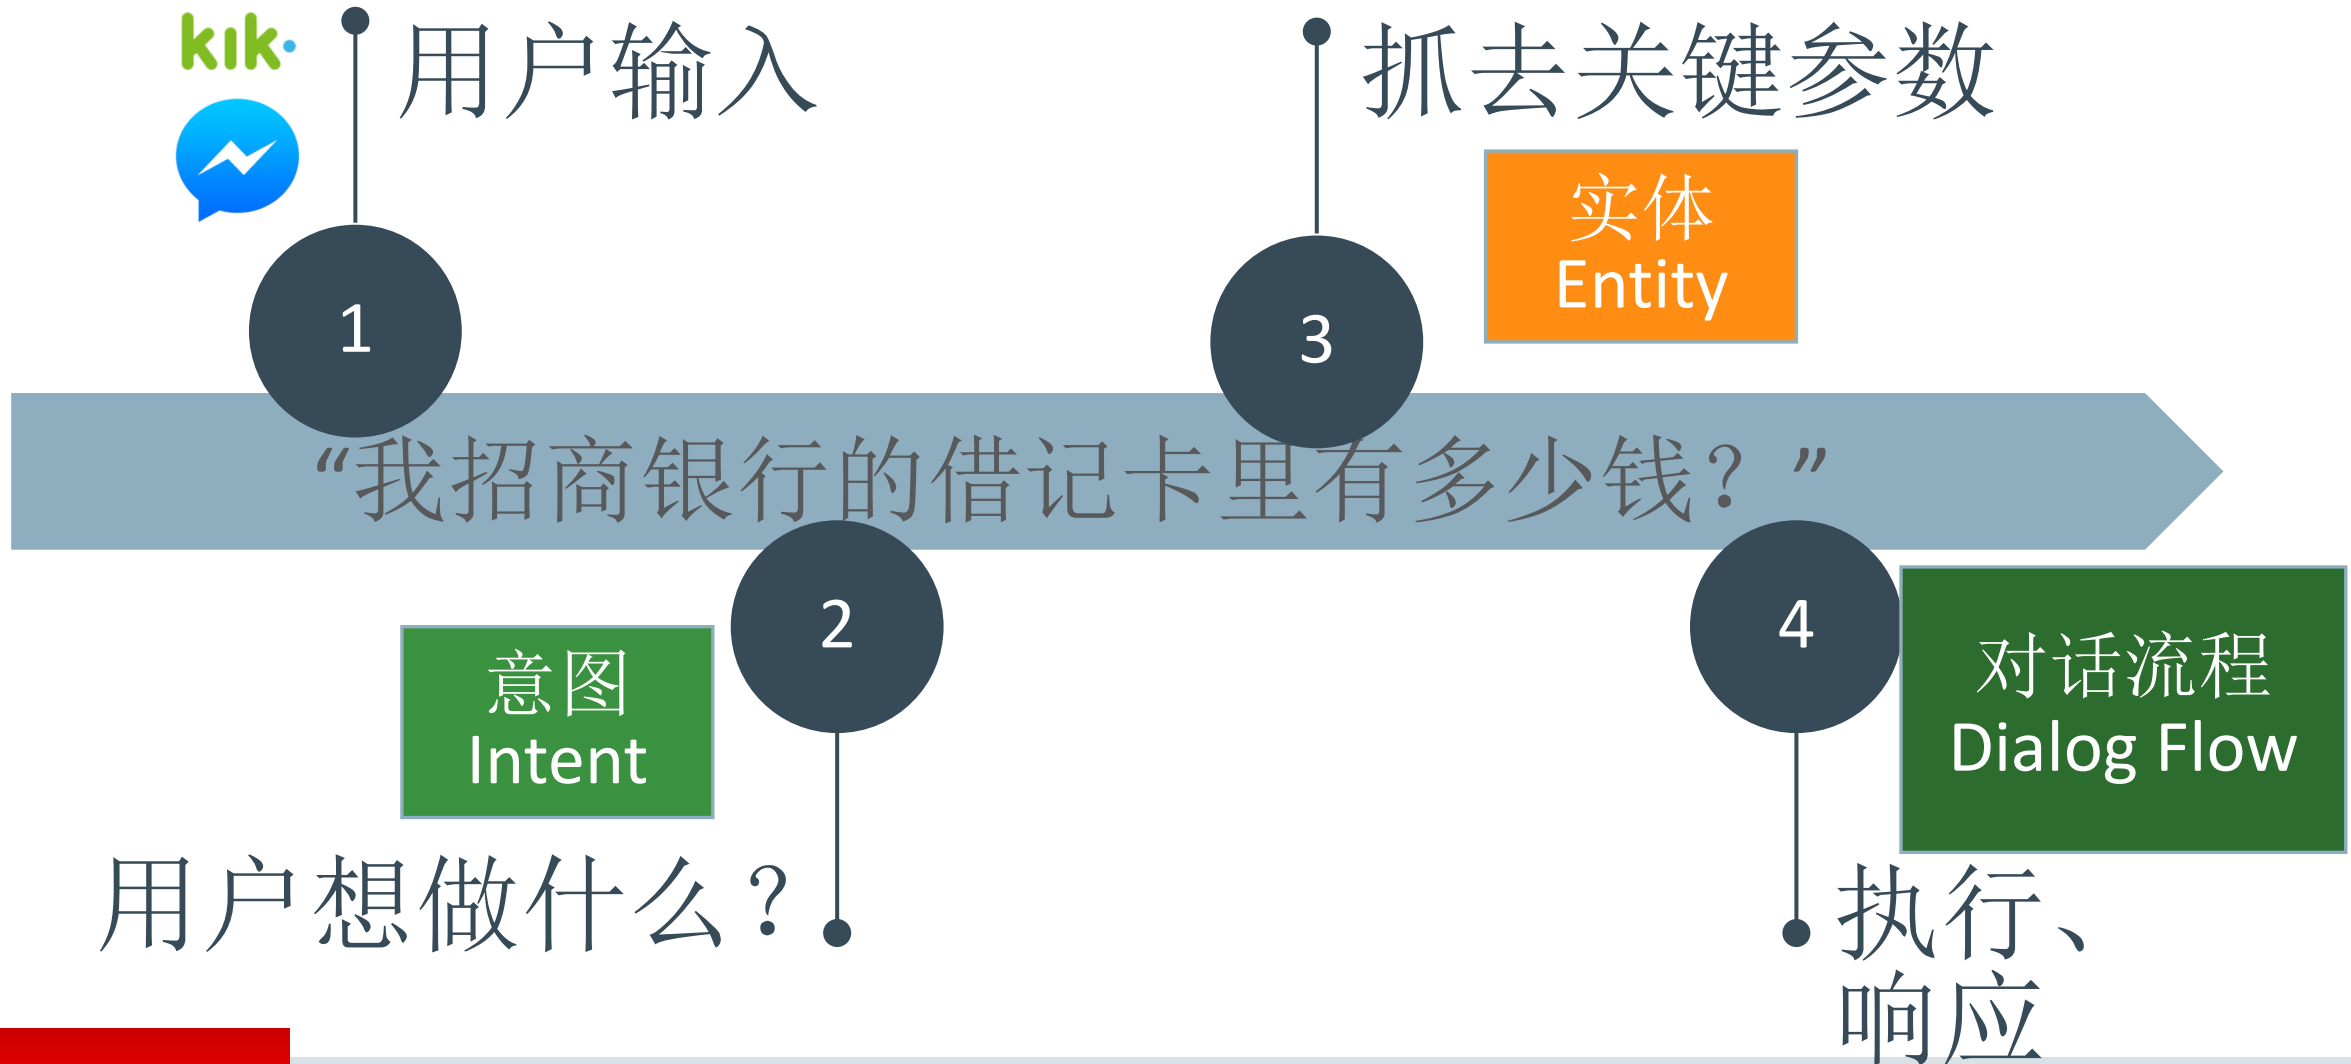 kik
用户输入
1
抓去关键参数
实体
Entity
3
“我招商银行的借记卡里有多少钱？”
2
意图
Intent
用户想做什么？
4
对话流程
Dialog Flow
执行、
响应